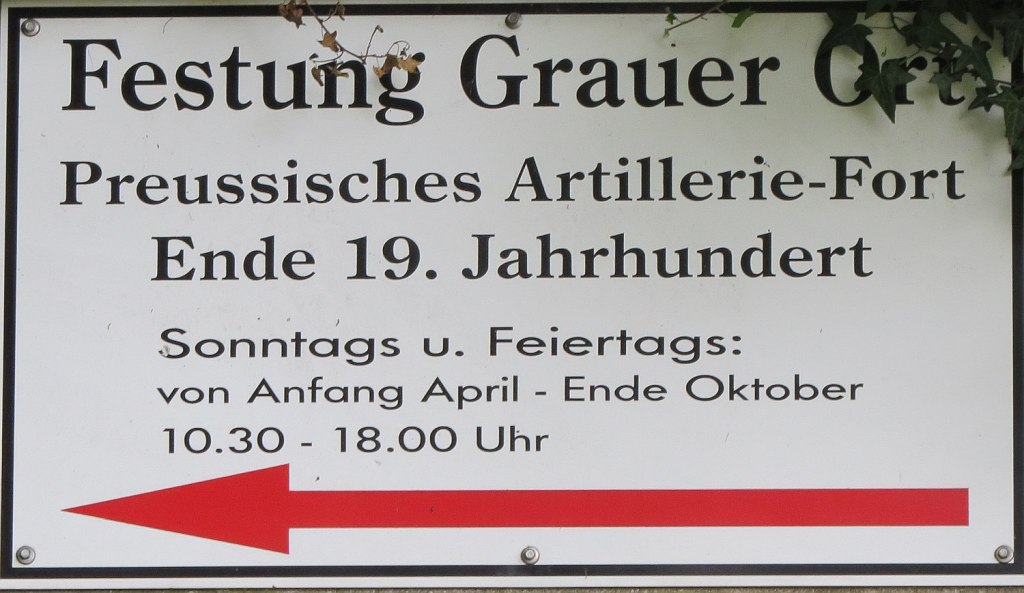 Festung Grauer Ort
Preussisches Artillerie-Fort
Ende 19. Jahrhundert
Sonntags u. Feiertags:
von Anfang April - Ende Oktober
10.30 - 18.00 Uhr